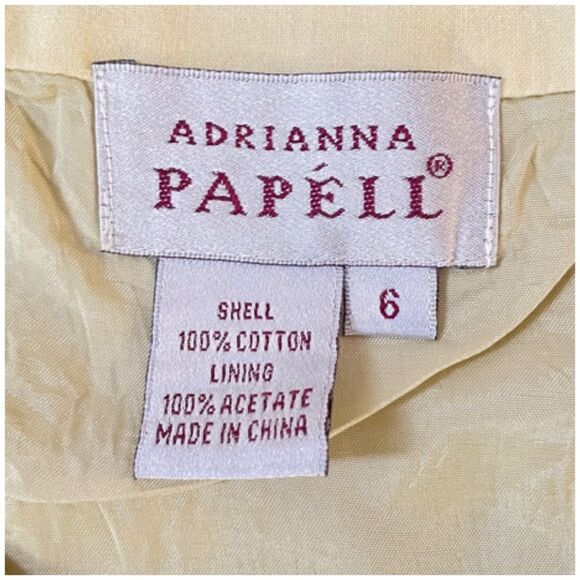 ADRIANNA
PAPÉLL®
6
SHELL
100% COTTON
LINING
100% ACETATE
MADE IN CHINA